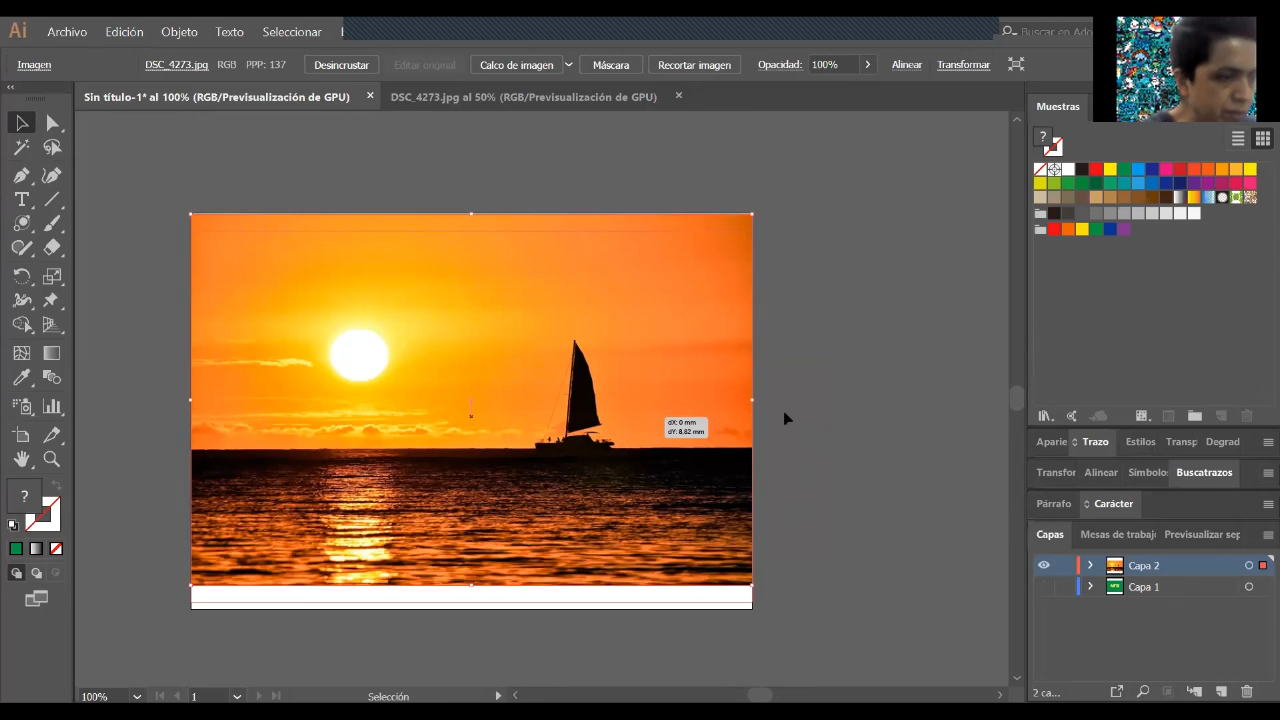 Ai Archivo Edición Objeto Texto Seleccionar
Buscar en Ado
Imagen DSC_4273.jpg RGB PPP: 137 Desincrustar Editar original Calco de imagen Máscara Recortar imagen Opacidad: 100% Alinear Transformar
Sin título-1* al 100% (RGB/Previsualización de GPU) DSC_4273.jpg al 50% (RGB/Previsualización de GPU)
Muestras
dX: 0 mm
dY: 8,82 mm
Aparie Trazo Estilos Transp Degrad
Transfor Alinear Símbolo: Buscatrazos
Párrafo Carácter
Capas Mesas de trabaj Previsualizar sep
Capa 2
Capa 1
2 ca...
100% 1 Selección